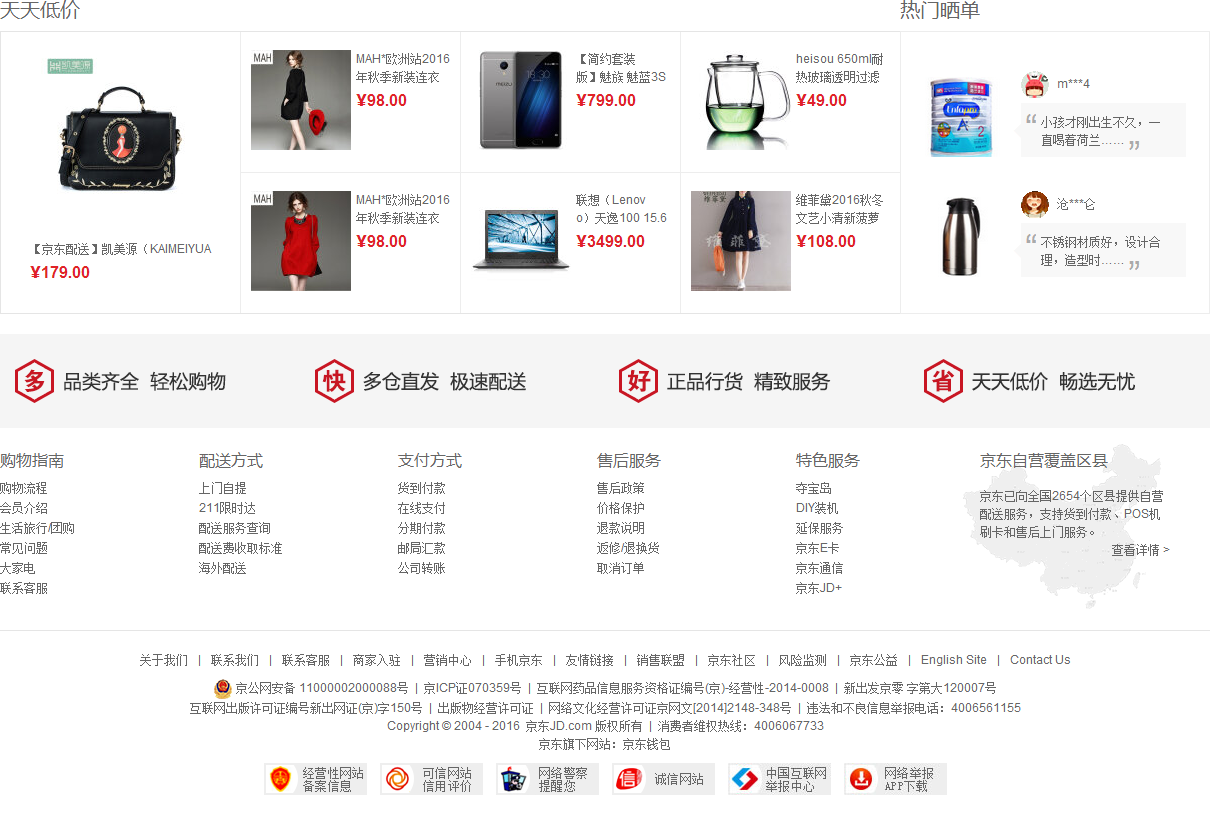 天天低价
热门晒单
凯美源
【京东配送】凯美源（KAIMEIYUA
¥179.00
MAH
MAH*欧洲站2016
年秋季新装连衣
¥98.00
【简约套装
版】魅族 魅蓝3S
¥799.00
heisou 650ml耐
热玻璃透明过滤
¥49.00
MAH
MAH*欧洲站2016
年秋季新装连衣
¥98.00
联想（Lenov
o）天逸100 15.6
¥3499.00
维菲黛2016秋冬
文艺小清新菠萝
¥108.00
m***4
“ 小孩才刚出生不久，一
直喝着荷兰…… ”
沧***仑
“ 不锈钢材质好，设计合
理，造型时…… ”
多 品类齐全 轻松购物
快 多仓直发 极速配送
好 正品行货 精致服务
省 天天低价 畅选无忧
购物指南
购物流程
会员介绍
生活旅行/团购
常见问题
大家电
联系客服
配送方式
上门自提
211限时达
配送服务查询
配送费收取标准
海外配送
支付方式
货到付款
在线支付
分期付款
邮局汇款
公司转账
售后服务
售后政策
价格保护
退款说明
返修/退换货
取消订单
特色服务
夺宝岛
DIY装机
延保服务
京东E卡
京东通信
京东JD+
京东自营覆盖区县
京东已向全国2654个区县提供自营
配送服务，支持货到付款、POS机
刷卡和售后上门服务。
查看详情 >
关于我们 | 联系我们 | 联系客服 | 商家入驻 | 营销中心 | 手机京东 | 友情链接 | 销售联盟 | 京东社区 | 风险监测 | 京东公益 | English Site | Contact Us
京公网安备 11000002000088号 | 京ICP证070359号 | 互联网药品信息服务资格证编号(京)-经营性-2014-0008 | 新出发京零 字第大120007号
互联网出版许可证编号新出网证(京)字150号 | 出版物经营许可证 | 网络文化经营许可证京网文[2014]2148-348号 | 违法和不良信息举报电话：4006561155
Copyright © 2004 - 2016 京东JD.com 版权所有 | 消费者维权热线：4006067733
京东旗下网站：京东钱包
经营性网站
备案信息
可信网站
信用评价
网络警察
提醒您
信 诚信网站
中国互联网
举报中心
网络举报
APP下载